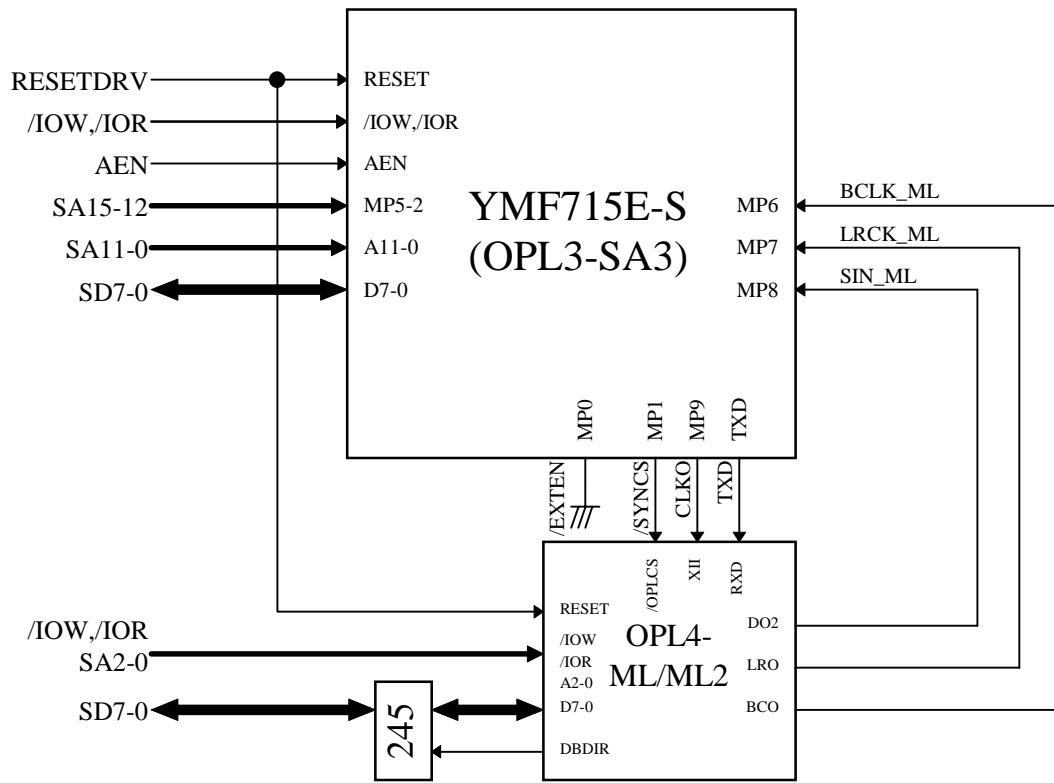 RESETDRV
RESET
/IOW,/IOR
/IOW,/IOR
AEN
AEN
SA15-12
MP5-2
SA11-0
A11-0
SD7-0
D7-0
YMF715E-S
(OPL3-SA3)
MP6
BCLK_ML
MP7
LRCK_ML
MP8
SIN_ML
MP0
MP1
MP9
TXD
/EXTEN
/SYNCS
CLKO
TXD
/OPLCS
XII
RXD
RESET
/IOW,/IOR
SA2-0
/IOW
/IOR
A2-0
SD7-0
245
D7-0
DBDIR
OPL4-
ML/ML2
DO2
LRO
BCO